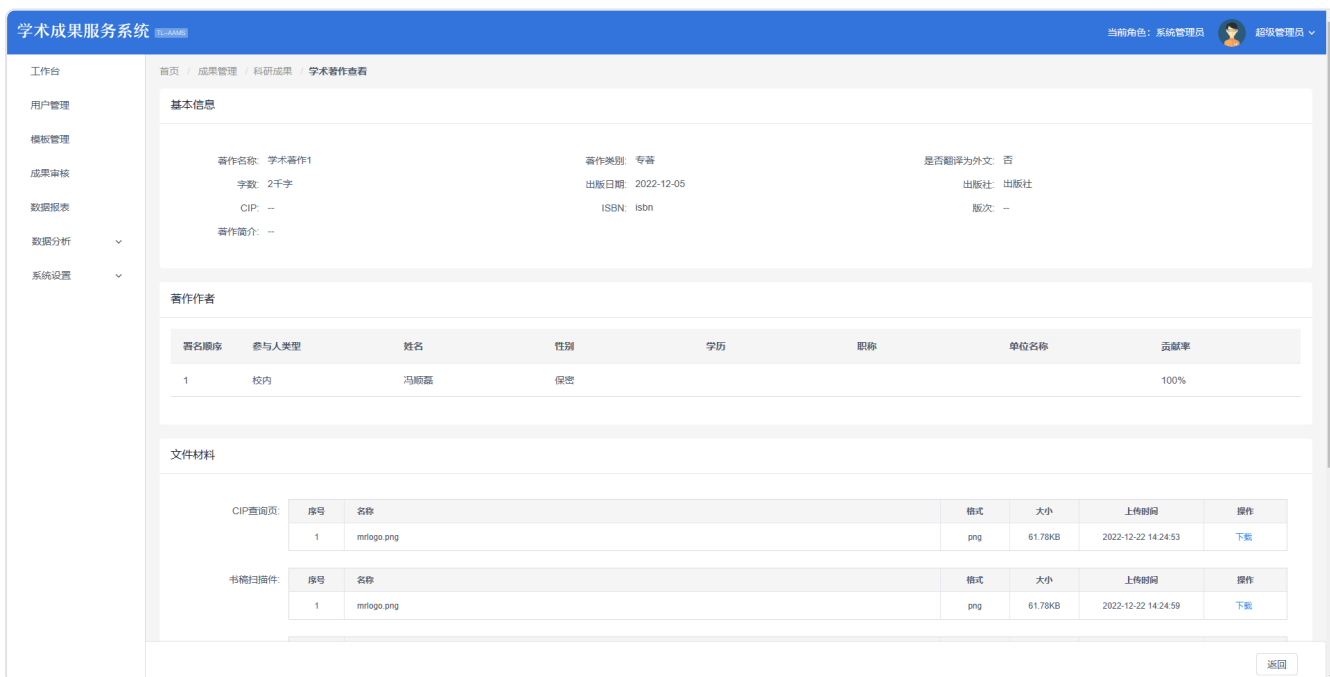 学术成果服务系统 TL-AAMS 当前角色：系统管理员 超级管理员
工作台
用户管理
模板管理
成果审核
数据报表
数据分析
系统设置
首页 / 成果管理 / 科研成果 / 学术著作查看
基本信息
著作名称: 学术著作1 著作类别: 专著 是否翻译为外文: 否
字数: 2千字 出版日期: 2022-12-05 出版社: 出版社
CIP: -- ISBN: isbn 版次: --
著作简介: --
著作作者
署名顺序 参与人类型 姓名 性别 学历 职称 单位名称 贡献率
1 校内 冯顺磊 保密 100%
文件材料
CIP查询页: 序号 名称 格式 大小 上传时间 操作
1 mrlogo.png png 61.78KB 2022-12-22 14:24:53 下载
书稿扫描件: 序号 名称 格式 大小 上传时间 操作
1 mrlogo.png png 61.78KB 2022-12-22 14:24:59 下载
返回